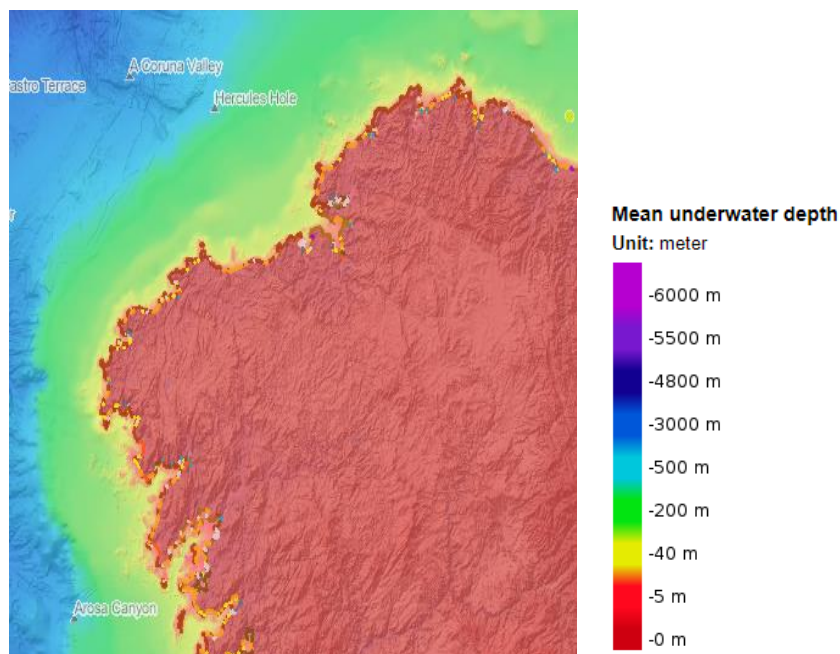 A Coruna Valley
astro Terrace
Hercules Hole
r
Arosa Canyon
Mean underwater depth
Unit: meter
-6000 m
-5500 m
-4800 m
-3000 m
-500 m
-200 m
-40 m
-5 m
-0 m